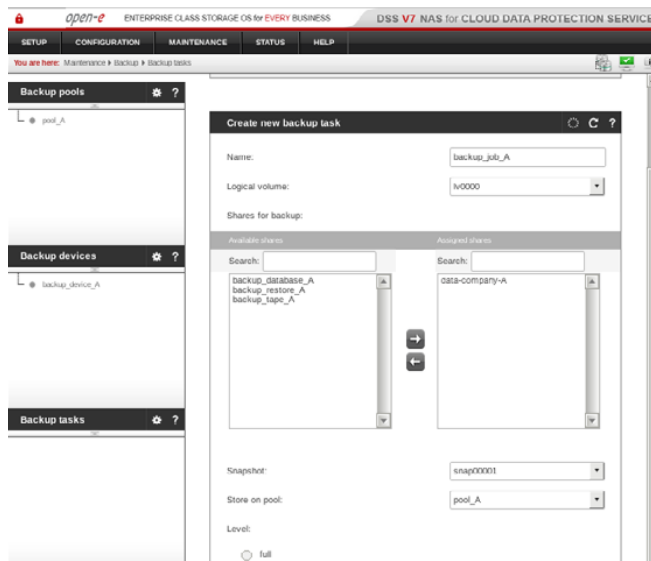 open-e ENTERPRISE CLASS STORAGE OS for EVERY BUSINESS DSS V7 NAS for CLOUD DATA PROTECTION SERVICE
SETUP CONFIGURATION MAINTENANCE STATUS HELP
You are here: Maintenance Backup Backup tasks
Backup pools ?
pool_A
Create new backup task ?
Name: backup_job_A
Logical volume: lv0000
Shares for backup:
Available shares Assigned shares
Backup devices ?
Search: Search:
backup_device_A
backup_database_A data-company-A
backup_restore_A
backup_tape_A
Backup tasks ?
Snapshot: snap00001
Store on pool: pool_A
Level:
full